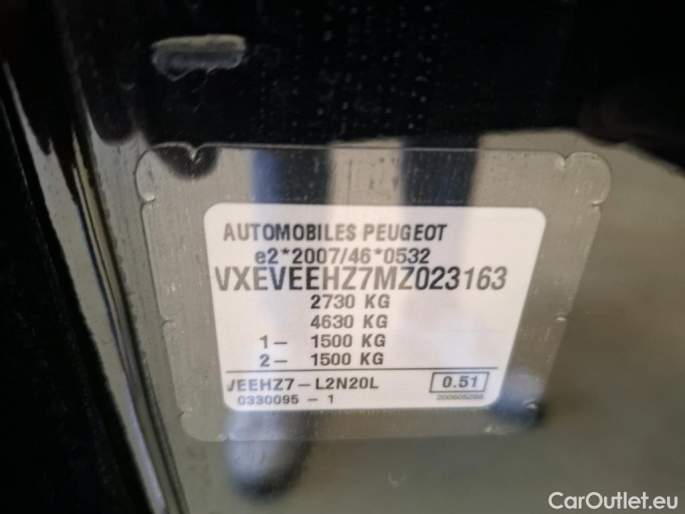 AUTOMOBILES PEUGEOT
e2*2007/46*0532
VXEVEEHZ7MZ023163
2730 KG
4630 KG
1- 1500 KG
2- 1500 KG
VEEHZ7-L2N20L 0.51
0330095 - 1
CarOutlet.eu